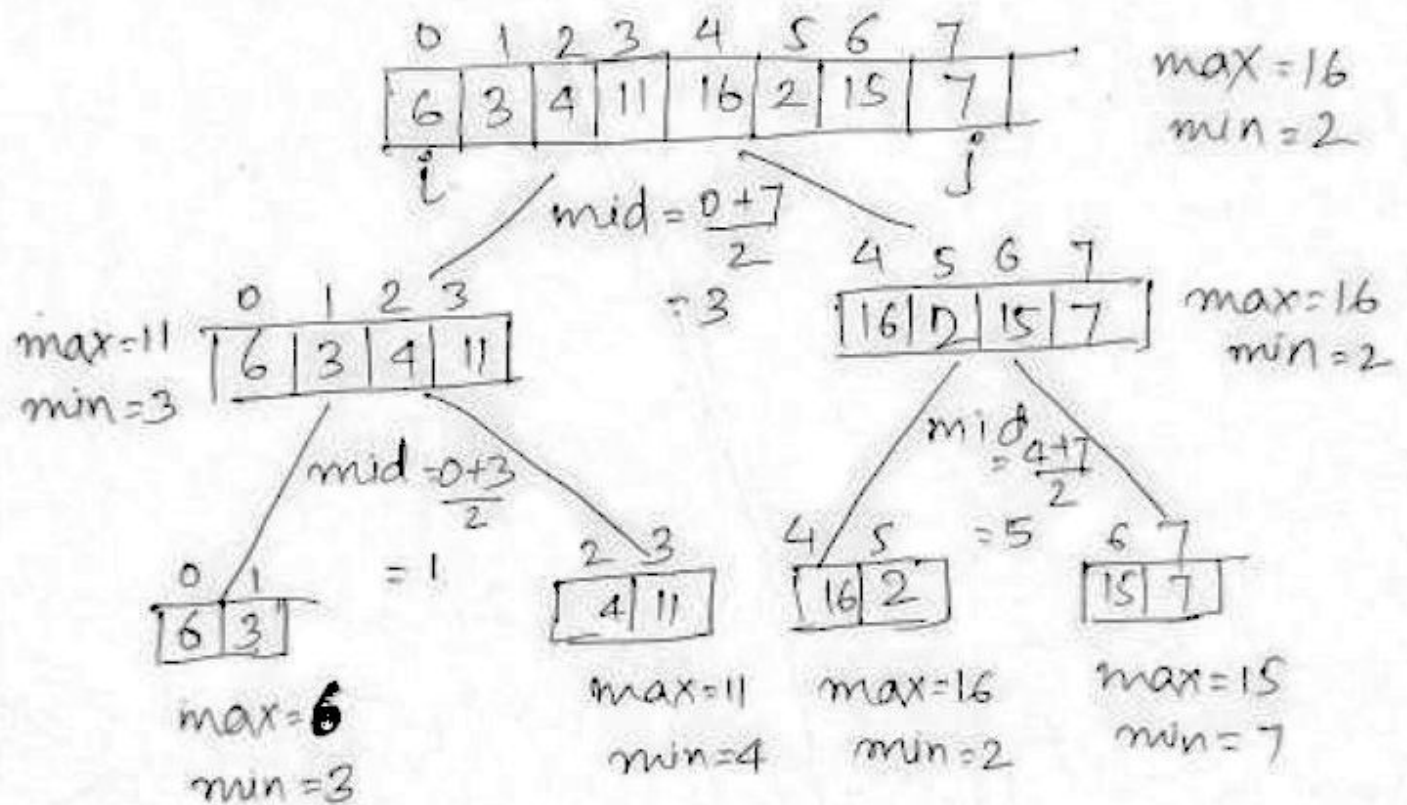 0 1 2 3 4 5 6 7
6 3 4 11 16 2 15 7
i j
max=16
min=2
mid = 0+7
2
= 3
0 1 2 3
6 3 4 11
max=11
min=3
4 5 6 7
16 2 15 7
max=16
min=2
mid = 0+3
2
= 1
mid
= 4+7
2
= 5
0 1
6 3
max=6
min=3
2 3
4 11
max=11
min=4
4 5
16 2
max=16
min=2
6 7
15 7
max=15
min=7